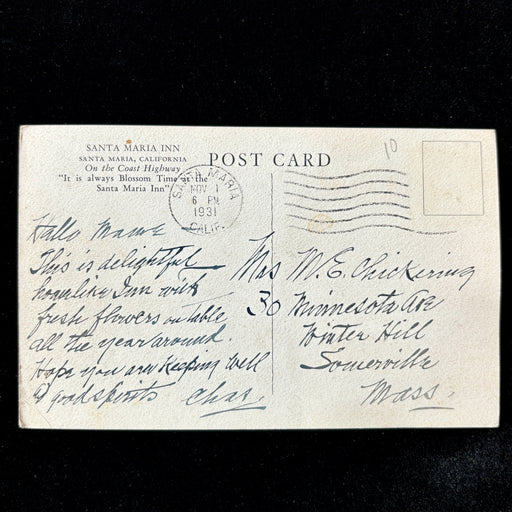 SANTA MARIA INN
SANTA MARIA, CALIFORNIA
On the Coast Highway
"It is always Blossom Time at the
Santa Maria Inn"
POST CARD
SANTA MARIA
NOV 1
6 PM
1931
CALIF.
10
Hallo Mame
This is delightful
homelike Inn with
fresh flowers on table
all the year around.
Hope you are keeping well
& good spirits Chas.
Mrs M. E. Chickering
30 Minnesota Ave
Winter Hill
Somerville
Mass.